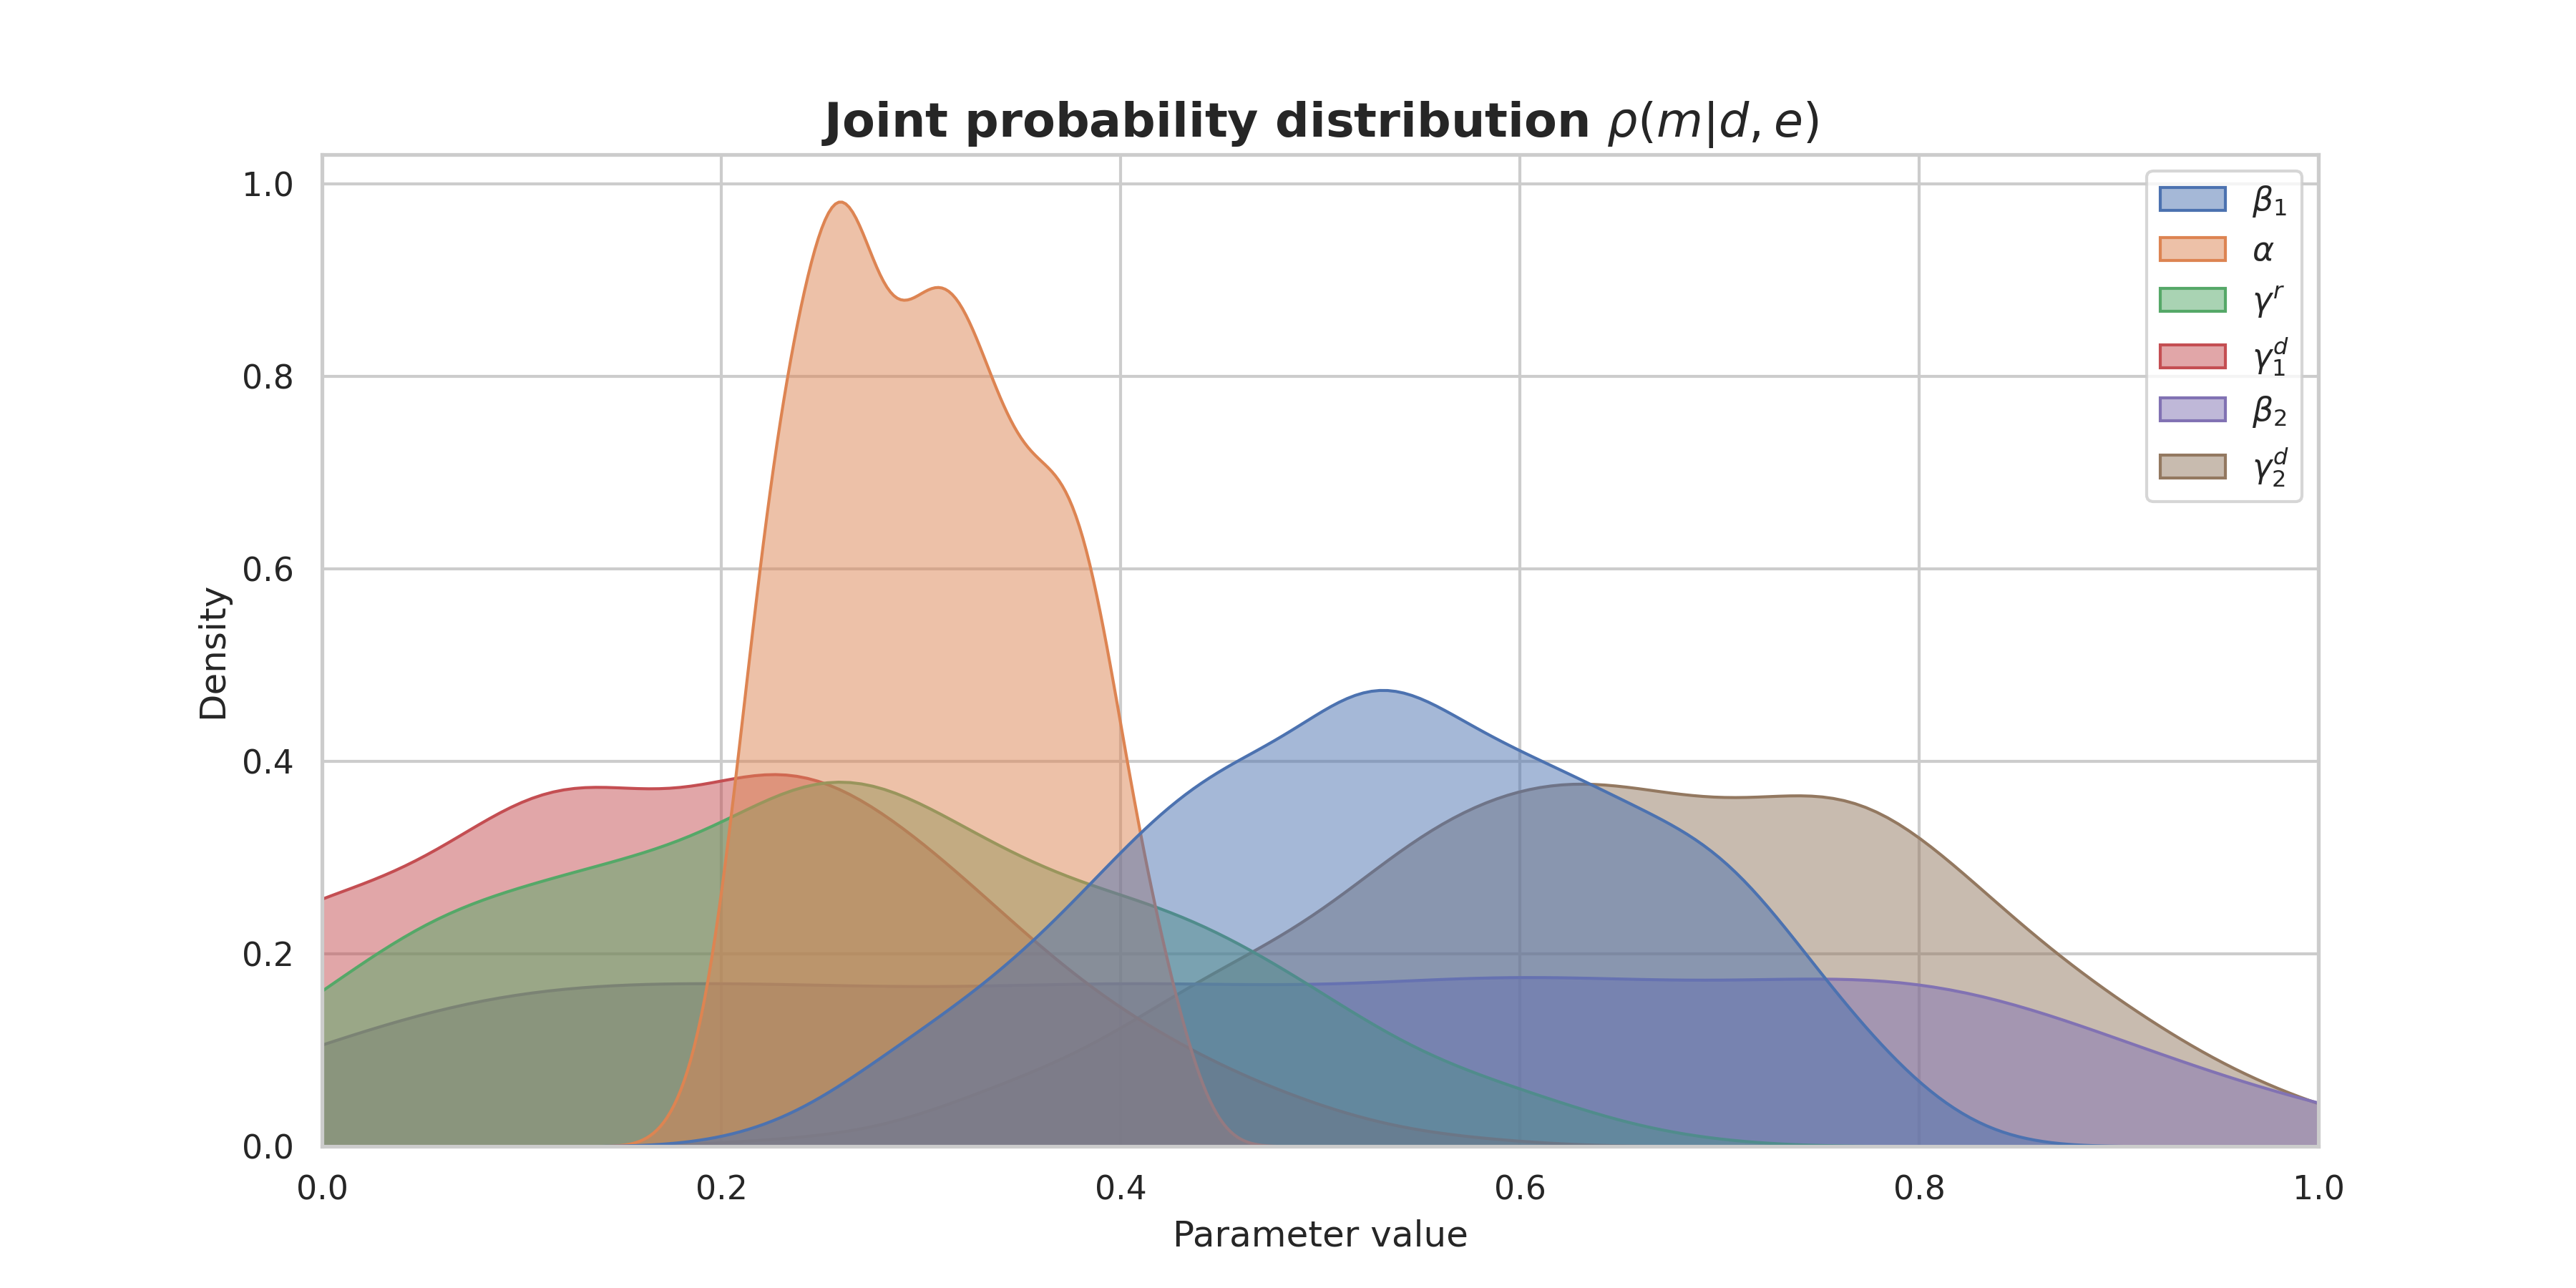 Joint probability distribution ρ(m|d, e)
1.0
0.8
0.6
0.4
0.2
0.0
Density
0.0 0.2 0.4 0.6 0.8 1.0
Parameter value
β₁
α
γʳ
γ₁ᵈ
β₂
γ₂ᵈ